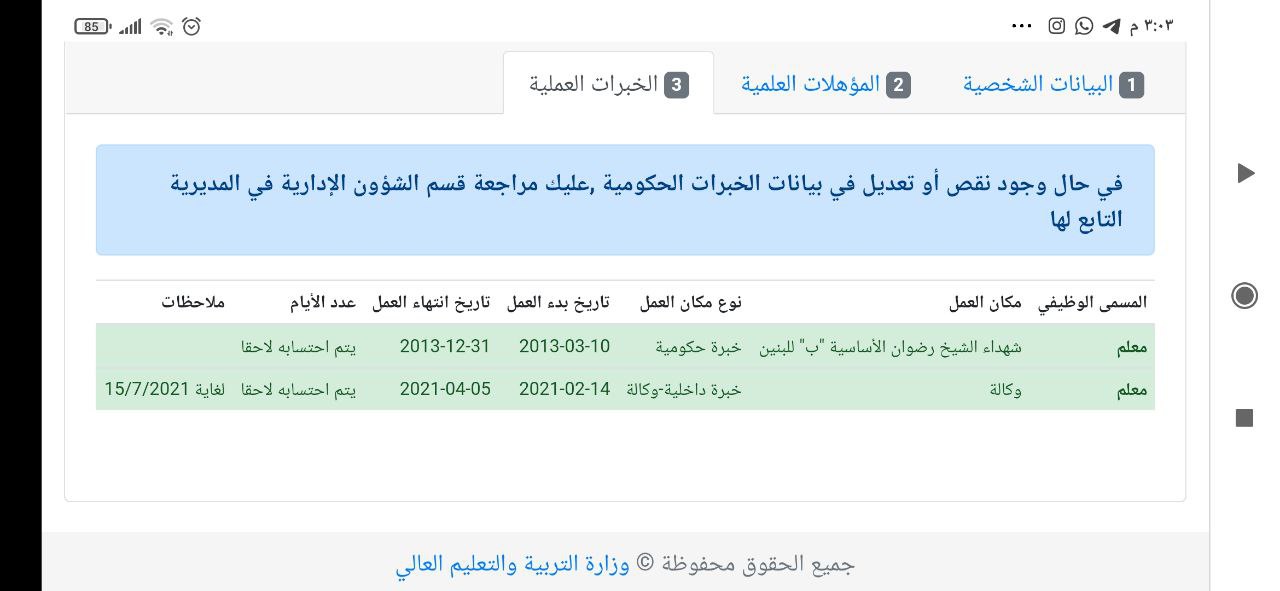 ٣:٠٣ م ... 85
1 البيانات الشخصية 2 المؤهلات العلمية 3 الخبرات العملية
في حال وجود نقص أو تعديل في بيانات الخبرات الحكومية ,عليك مراجعة قسم الشؤون الإدارية في المديرية
التابع لها
المسمى الوظيفي مكان العمل نوع مكان العمل تاريخ بدء العمل تاريخ انتهاء العمل عدد الأيام ملاحظات
معلم شهداء الشيخ رضوان الأساسية "ب" للبنين خبرة حكومية 2013-03-10 2013-12-31 يتم احتسابه لاحقا
معلم وكالة خبرة داخلية-وكالة 2021-02-14 2021-04-05 يتم احتسابه لاحقا لغاية 15/7/2021
جميع الحقوق محفوظة © وزارة التربية والتعليم العالي